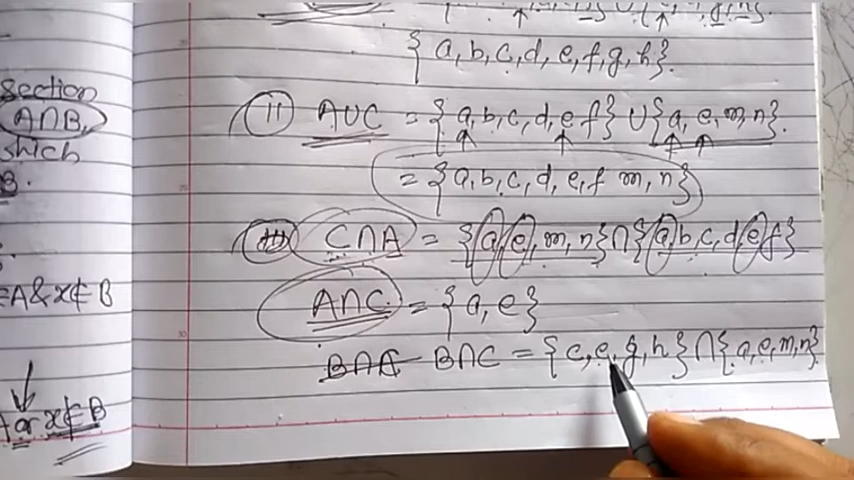 section
A∩B,
which
B.
∈A & x∉B
A or x∉B
{a, b, c, d, e, f, g, h}.
(ii) A∪C = {a, b, c, d, e f} ∪ {a, e, m, n}.
= {a, b, c, d, e, f m, n}
(iii) C∩A = {a, e, m, n} ∩ {a, b, c, d, e f}
A∩C = {a, e}
B∩C = {c, e, g, h} ∩ {a, e, m, n}.